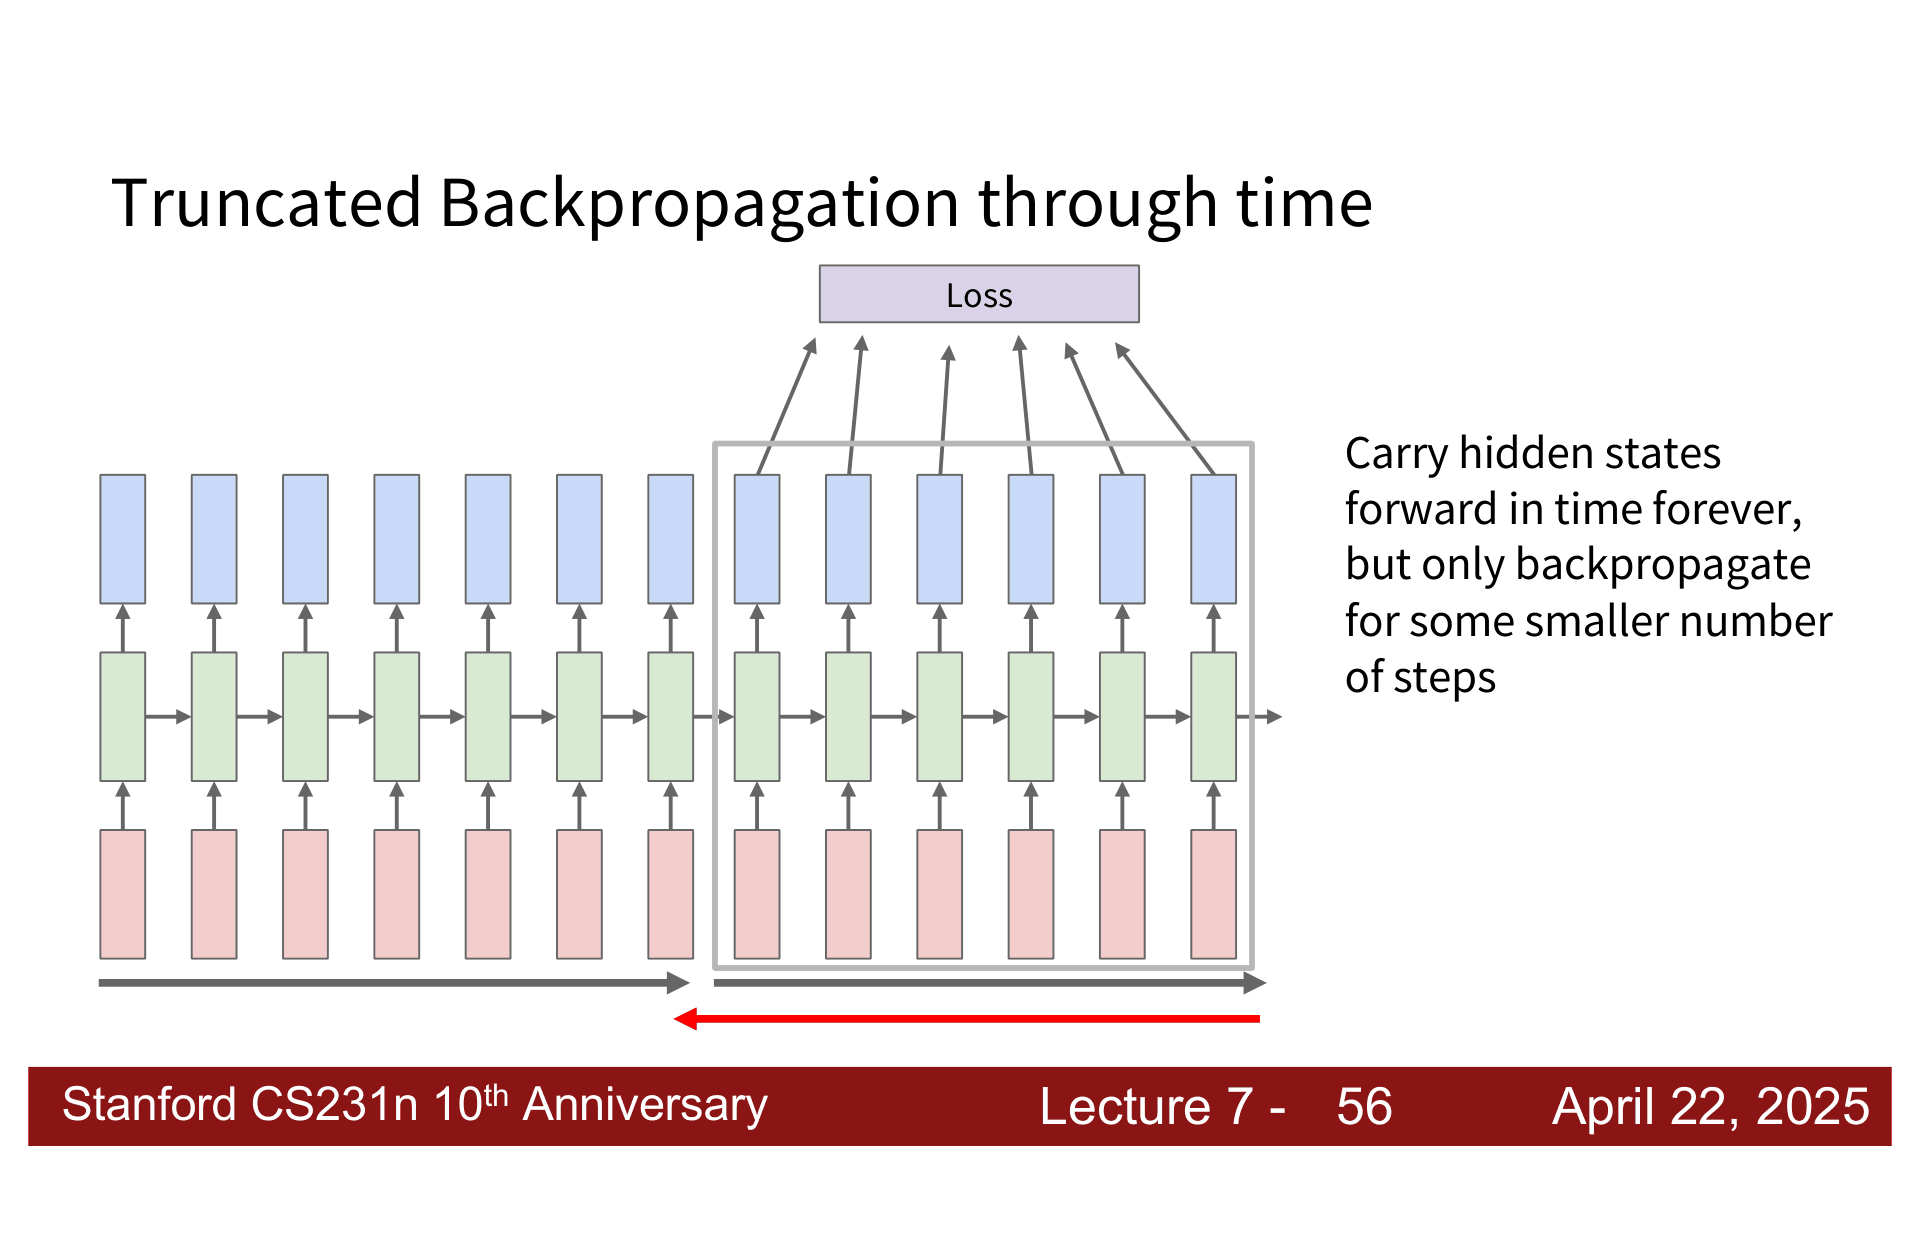 Truncated Backpropagation through time
Loss
Carry hidden states
forward in time forever,
but only backpropagate
for some smaller number
of steps
Stanford CS231n 10th Anniversary
Lecture 7 - 56
April 22, 2025